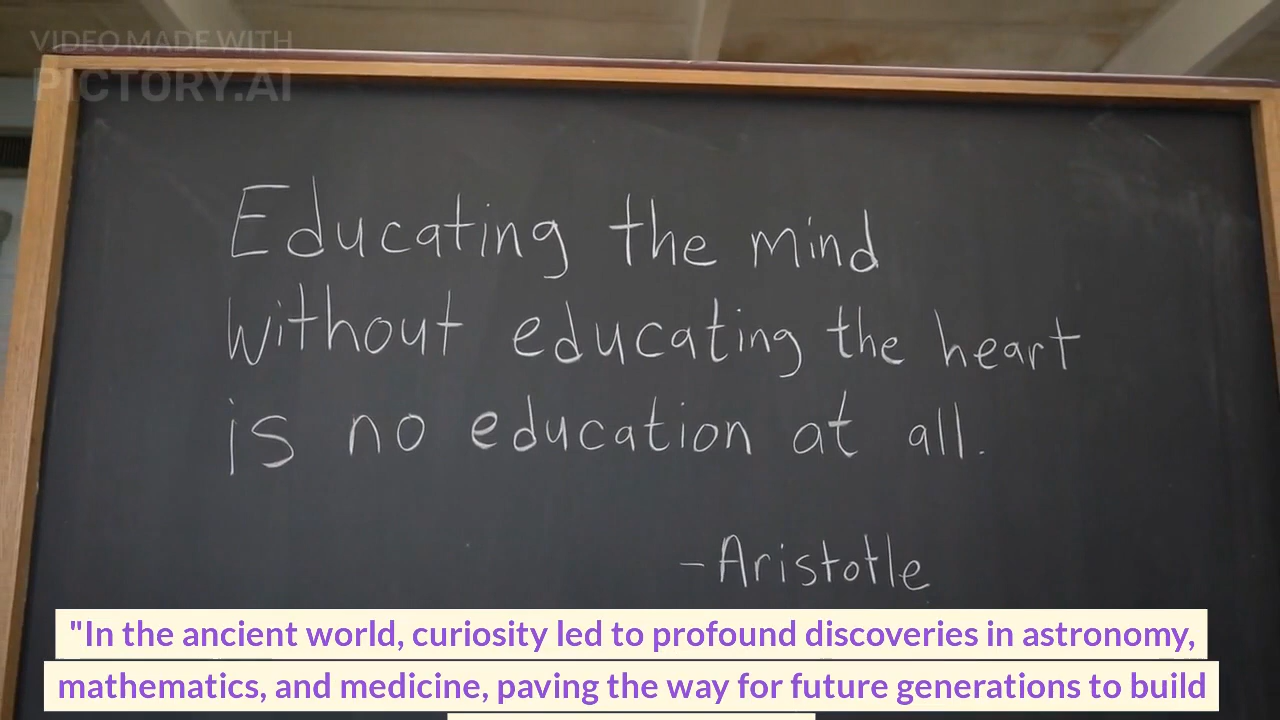 VIDEO MADE WITH
PICTORY.AI
Educating the mind
without educating the heart
is no education at all.
-Aristotle
"In the ancient world, curiosity led to profound discoveries in astronomy,
mathematics, and medicine, paving the way for future generations to build